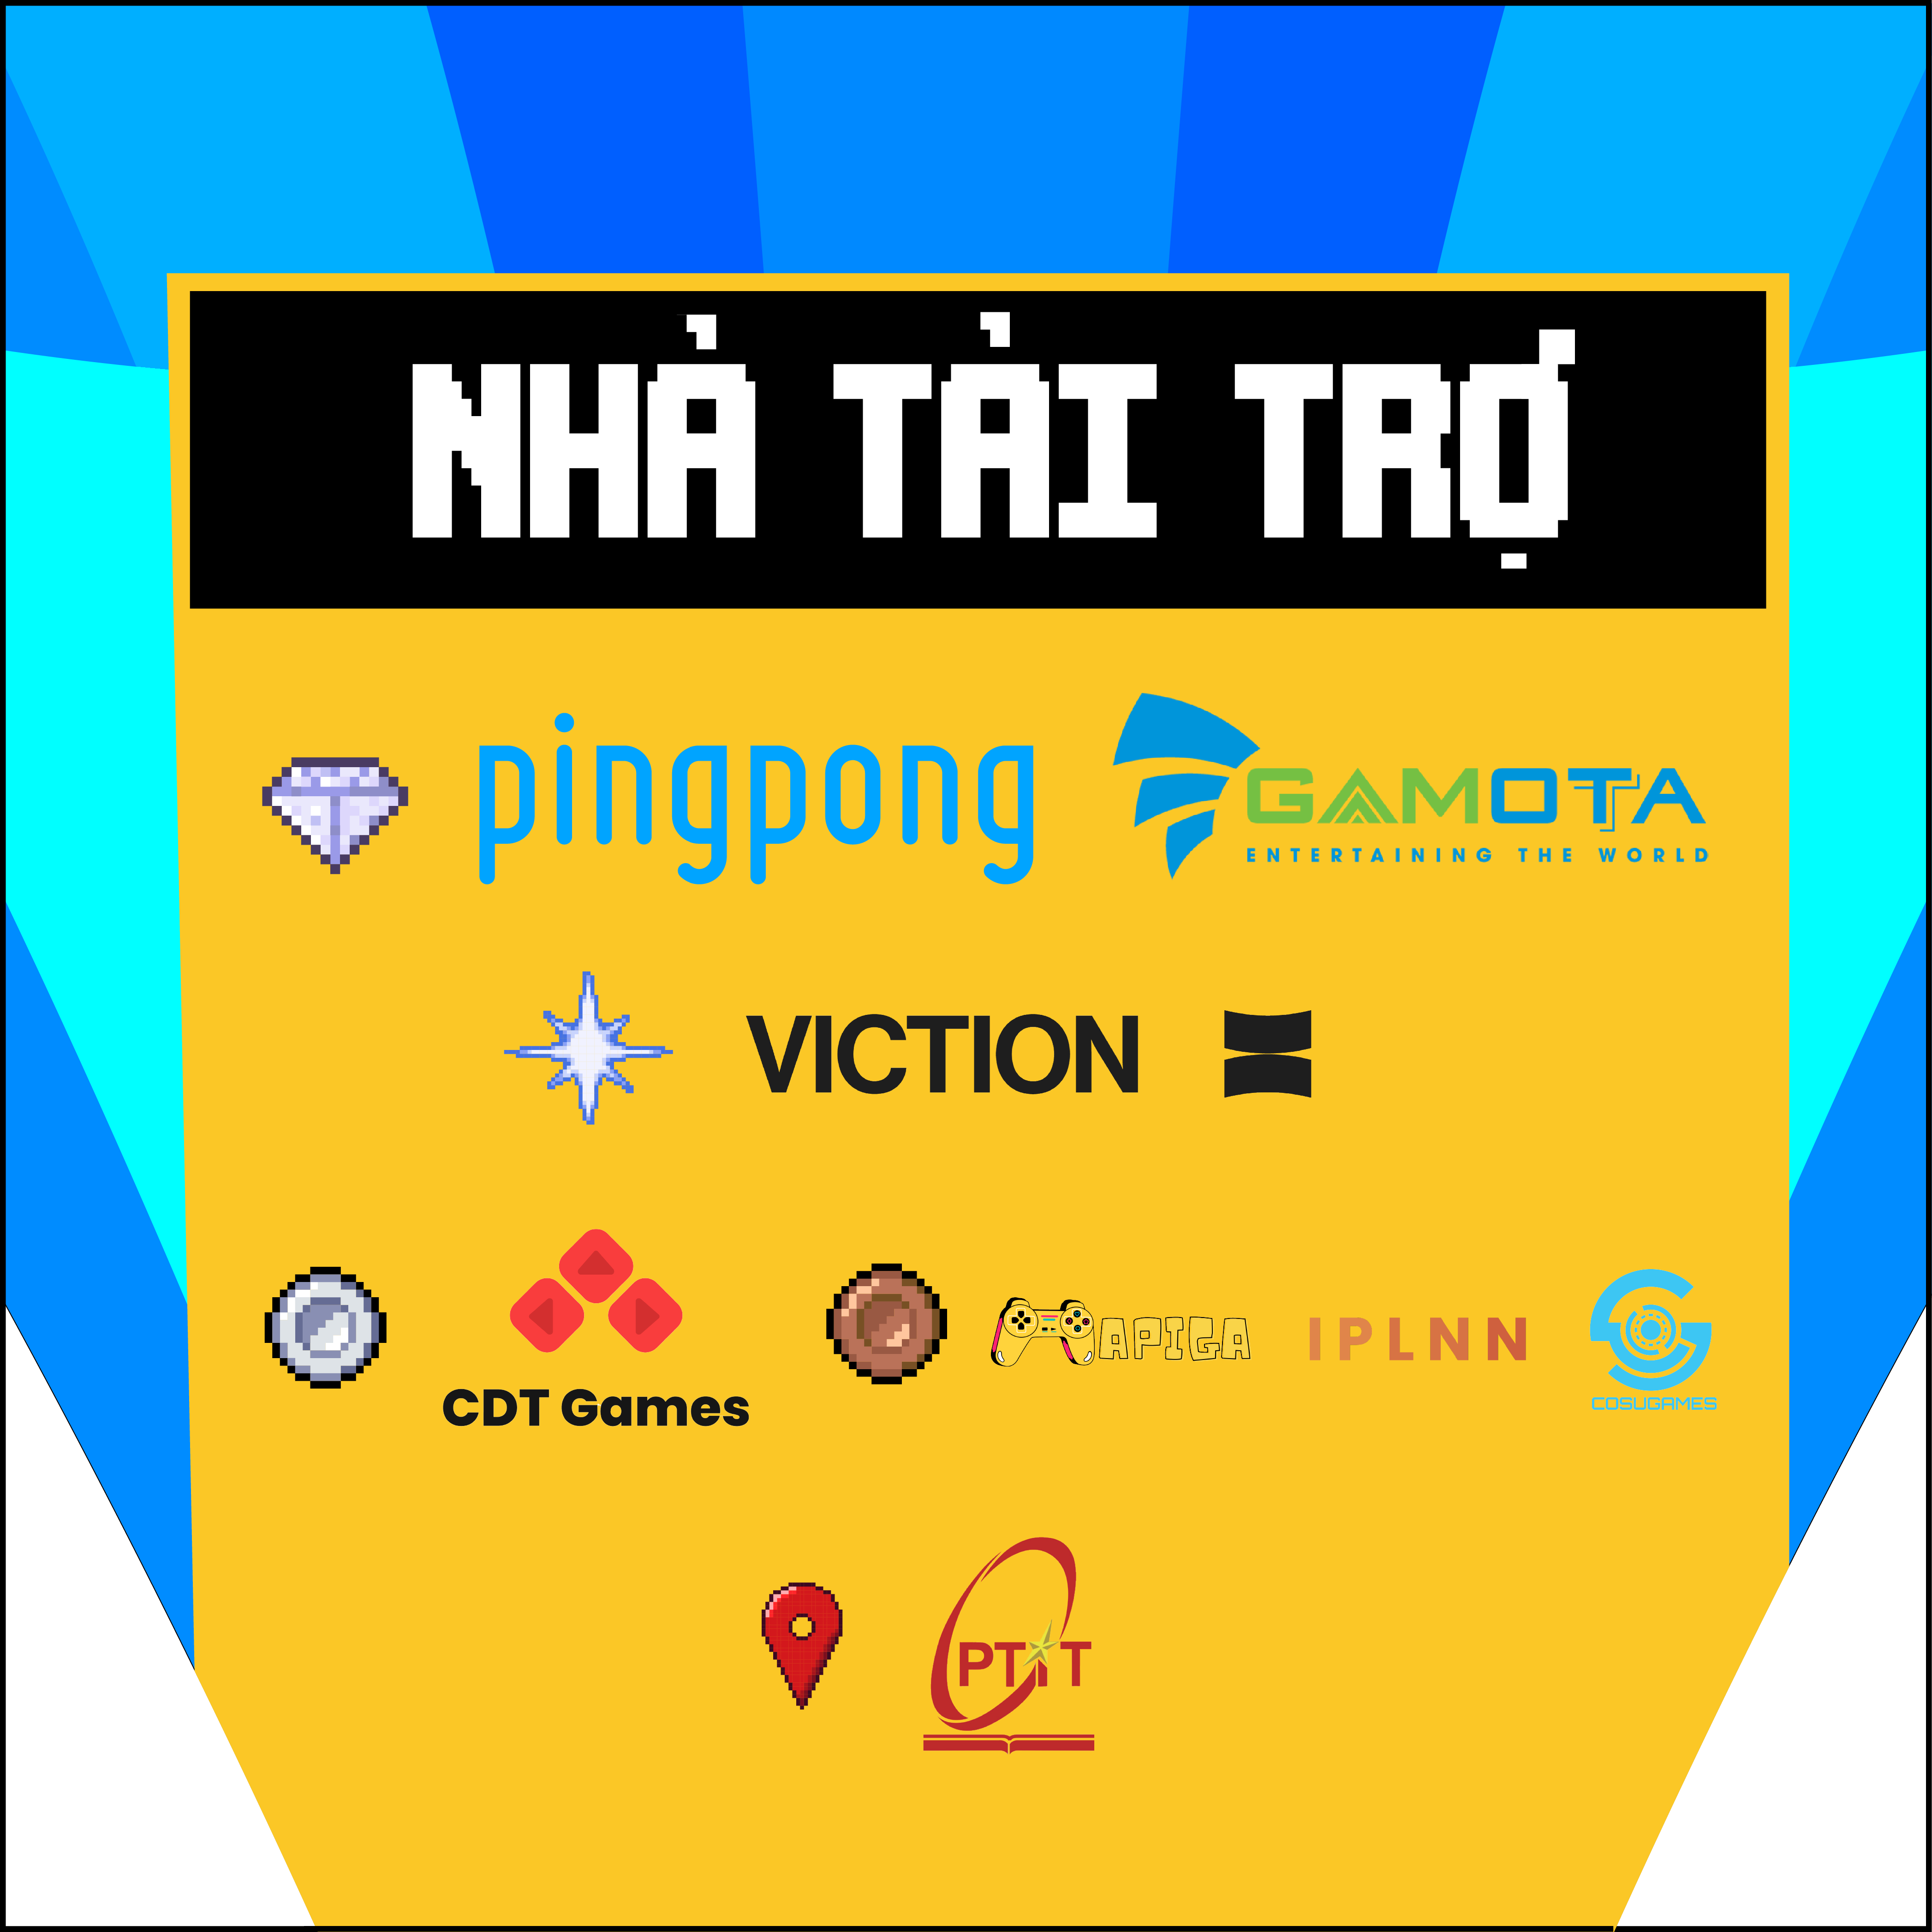 NHÀ TÀI TRỢ
pingpong
GAMOTA
ENTERTAINING THE WORLD
VICTION
CDT Games
APIGA
IPLNN
COSUGAMES
PTIT